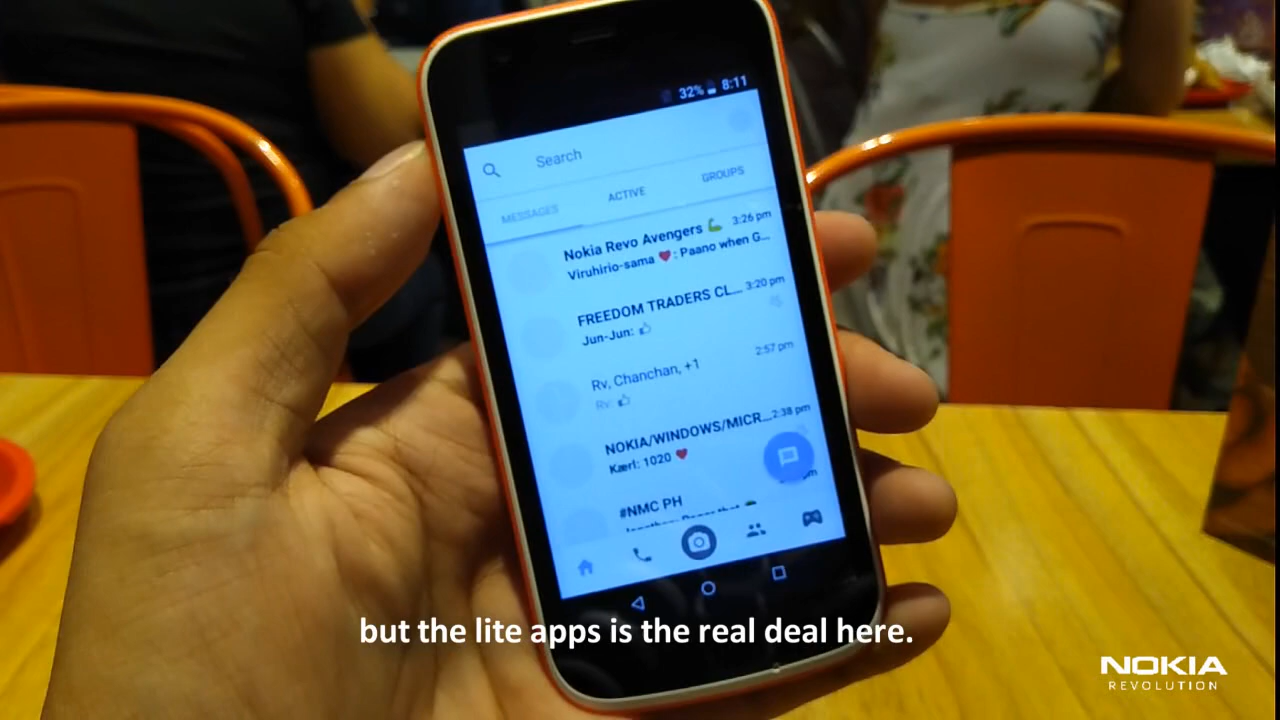 32% 8:11
Search
MESSAGES ACTIVE GROUPS
Nokia Revo Avengers 💪 3:26 pm
Viruhirio-sama ❤️: Paano when G...
FREEDOM TRADERS CL... 3:20 pm
Jun-Jun: 👍
Rv, Chanchan, +1 2:57 pm
Rv: 👍
NOKIA/WINDOWS/MICR... 2:38 pm
Kærl: 1020 ❤️
#NMC PH pm
but the lite apps is the real deal here.
NOKIA
REVOLUTION